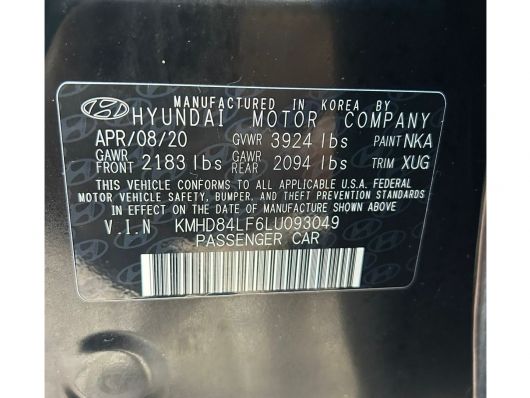 MANUFACTURED IN KOREA BY
HYUNDAI MOTOR COMPANY
APR/08/20 GVWR 3924 lbs PAINT NKA
GAWR FRONT 2183 lbs GAWR REAR 2094 lbs TRIM XUG
THIS VEHICLE CONFORMS TO ALL APPLICABLE U.S.A. FEDERAL
MOTOR VEHICLE SAFETY, BUMPER, AND THEFT PREVENTION STANDARDS
IN EFFECT ON THE DATE OF MANUFACTURE SHOWN ABOVE.
V.I.N KMHD84LF6LU093049
PASSENGER CAR